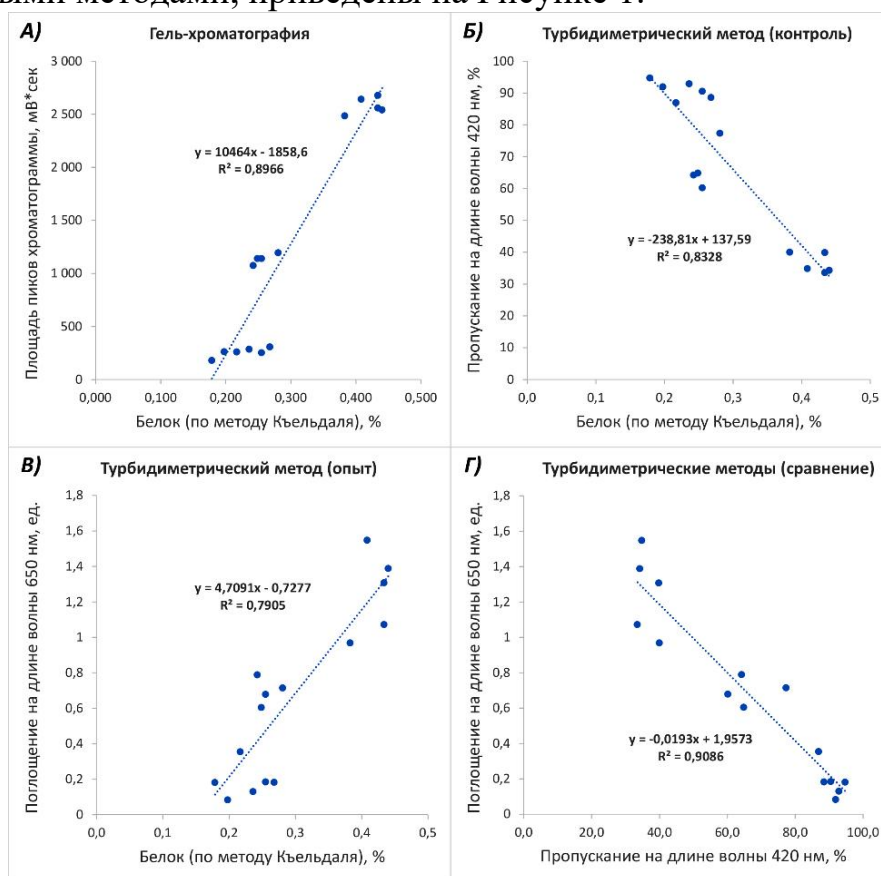 ыми методами, приведены на Рисунке 1.
А)
Гель-хроматография
Площадь пиков хроматограммы, мВ*сек
3 000
2 500
2 000
1 500
1 000
500
0
y = 10464x - 1858,6
R² = 0,8966
0,000 0,100 0,200 0,300 0,400 0,500
Белок (по методу Къельдаля), %
Б)
Турбидиметрический метод (контроль)
Пропускание на длине волны 420 нм, %
100
90
80
70
60
50
40
30
20
10
0
y = -238,81x + 137,59
R² = 0,8328
0,0 0,1 0,2 0,3 0,4 0,5
Белок (по методу Къельдаля), %
В)
Турбидиметрический метод (опыт)
Поглощение на длине волны 650 нм, ед.
1,8
1,6
1,4
1,2
1
0,8
0,6
0,4
0,2
0
y = 4,7091x - 0,7277
R² = 0,7905
0,0 0,1 0,2 0,3 0,4 0,5
Белок (по методу Къельдаля), %
Г)
Турбидиметрические методы (сравнение)
Поглощение на длине волны 650 нм, ед.
1,8
1,6
1,4
1,2
1
0,8
0,6
0,4
0,2
0
y = -0,0193x + 1,9573
R² = 0,9086
0,0 20,0 40,0 60,0 80,0 100,0
Пропускание на длине волны 420 нм, %